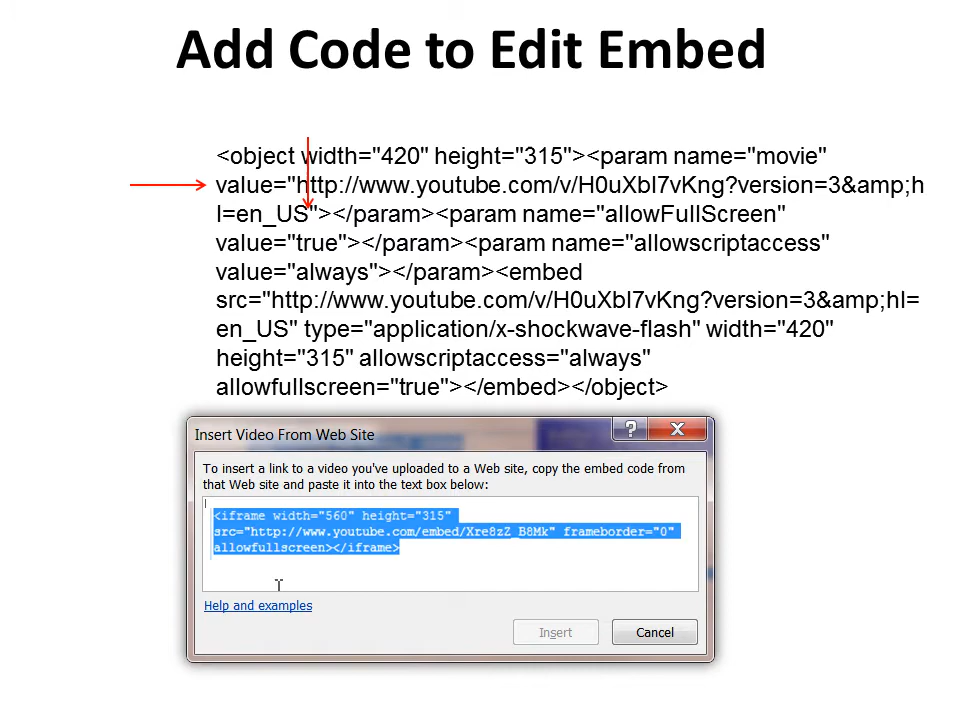 Add Code to Edit Embed
<object width="420" height="315"><param name="movie"
value="http://www.youtube.com/v/H0uXbI7vKng?version=3&amp;h
l=en_US"></param><param name="allowFullScreen"
value="true"></param><param name="allowscriptaccess"
value="always"></param><embed
src="http://www.youtube.com/v/H0uXbI7vKng?version=3&amp;hl=
en_US" type="application/x-shockwave-flash" width="420"
height="315" allowscriptaccess="always"
allowfullscreen="true"></embed></object>
Insert Video From Web Site
To insert a link to a video you've uploaded to a Web site, copy the embed code from
that Web site and paste it into the text box below:
<iframe width="560" height="315"
src="http://www.youtube.com/embed/Xre8zZ_B8Mk" frameborder="0"
allowfullscreen></iframe>
Help and examples
Insert
Cancel